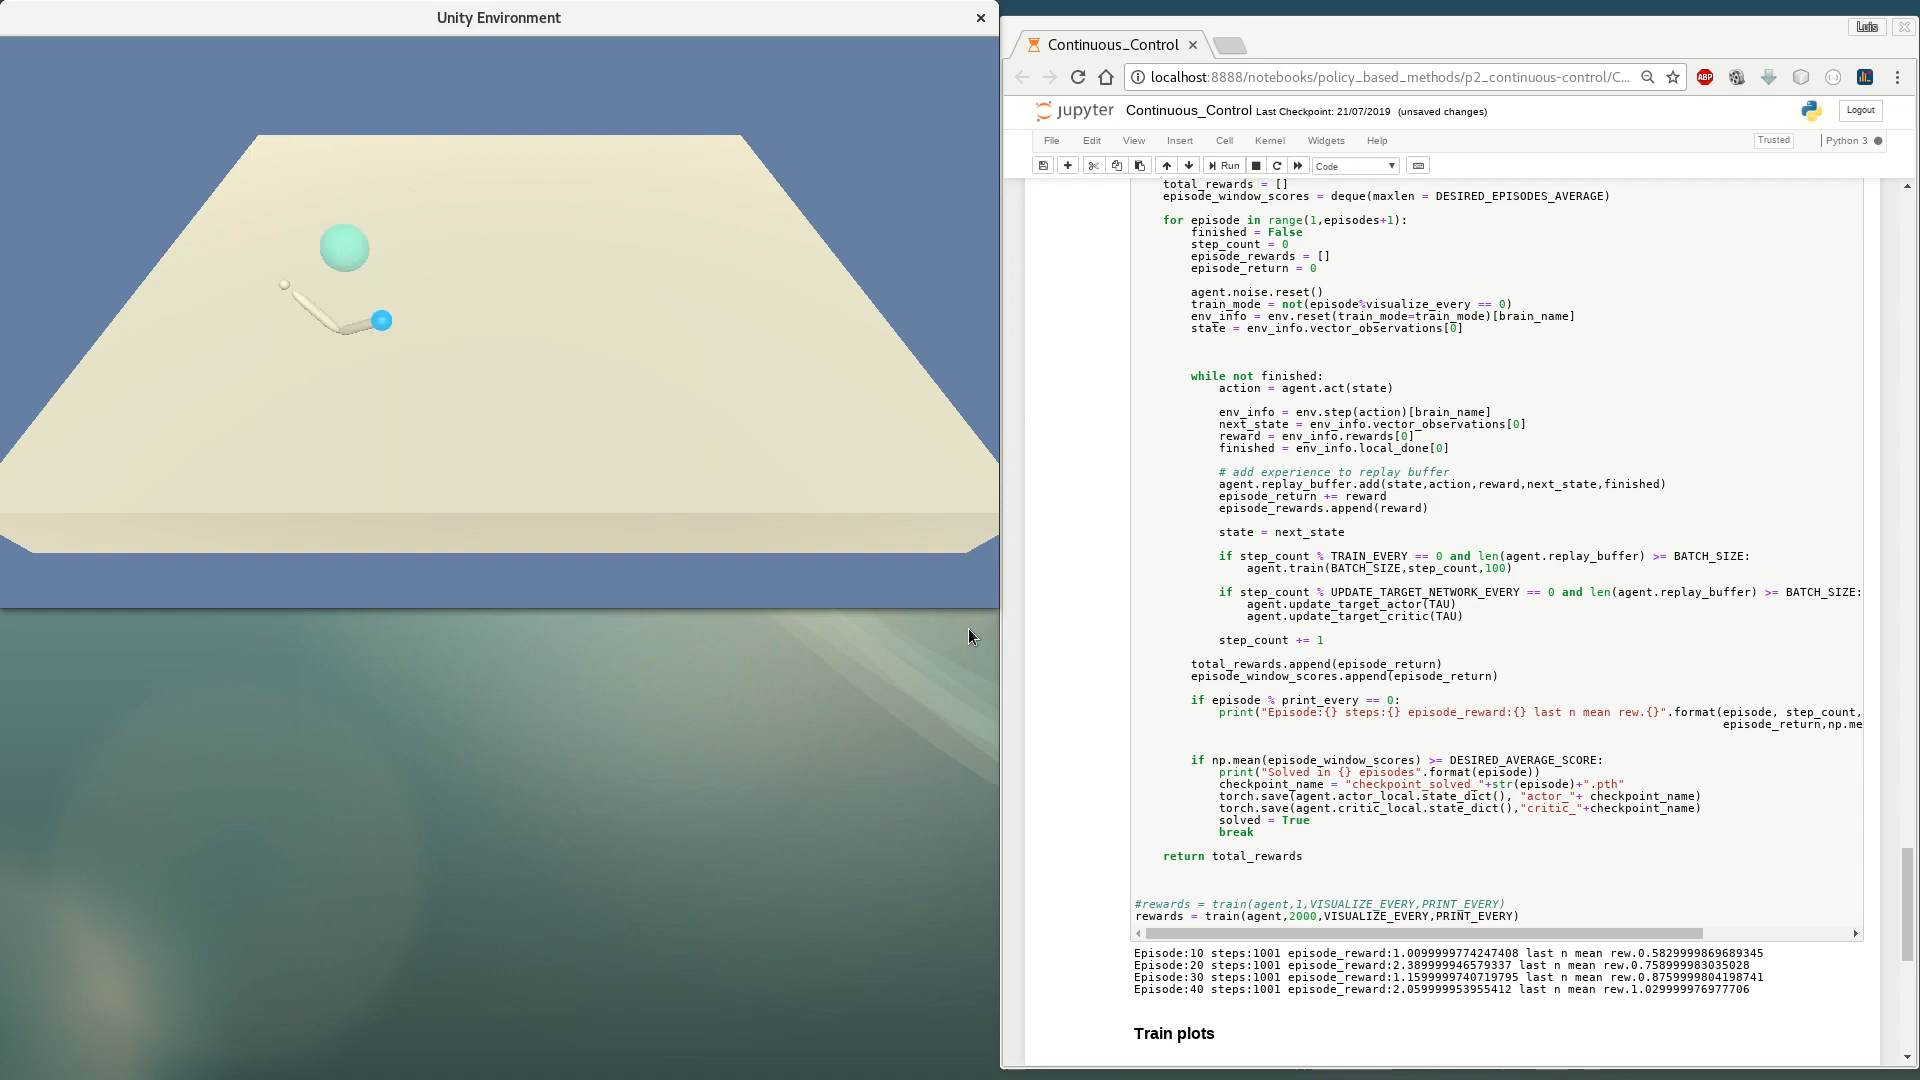 Unity Environment
Luis
Continuous_Control
localhost:8888/notebooks/policy_based_methods/p2_continuous-control/C...
ABP
jupyter Continuous_Control Last Checkpoint: 21/07/2019 (unsaved changes)
Logout
File Edit View Insert Cell Kernel Widgets Help
Trusted
Python 3
Run
Code
total_rewards = []
episode_window_scores = deque(maxlen = DESIRED_EPISODES_AVERAGE)
for episode in range(1,episodes+1):
finished = False
step_count = 0
episode_rewards = []
episode_return = 0
agent.noise.reset()
train_mode = not(episode%visualize_every == 0)
env_info = env.reset(train_mode=train_mode)[brain_name]
state = env_info.vector_observations[0]
while not finished:
action = agent.act(state)
env_info = env.step(action)[brain_name]
next_state = env_info.vector_observations[0]
reward = env_info.rewards[0]
finished = env_info.local_done[0]
# add experience to replay buffer
agent.replay_buffer.add(state,action,reward,next_state,finished)
episode_return += reward
episode_rewards.append(reward)
state = next_state
if step_count % TRAIN_EVERY == 0 and len(agent.replay_buffer) >= BATCH_SIZE:
agent.train(BATCH_SIZE,step_count,100)
if step_count % UPDATE_TARGET_NETWORK_EVERY == 0 and len(agent.replay_buffer) >= BATCH_SIZE:
agent.update_target_actor(TAU)
agent.update_target_critic(TAU)
step_count += 1
total_rewards.append(episode_return)
episode_window_scores.append(episode_return)
if episode % print_every == 0:
print("Episode:{} steps:{} episode_reward:{} last n mean rew.{}".format(episode, step_count,
episode_return,np.me
if np.mean(episode_window_scores) >= DESIRED_AVERAGE_SCORE:
print("Solved in {} episodes".format(episode))
checkpoint_name = "checkpoint_solved_"+str(episode)+".pth"
torch.save(agent.actor_local.state_dict(), "actor_"+ checkpoint_name)
torch.save(agent.critic_local.state_dict(),"critic_"+checkpoint_name)
solved = True
break
return total_rewards
#rewards = train(agent,1,VISUALIZE_EVERY,PRINT_EVERY)
rewards = train(agent,2000,VISUALIZE_EVERY,PRINT_EVERY)
Episode:10 steps:1001 episode_reward:1.0099999774247408 last n mean rew.0.5829999869689345
Episode:20 steps:1001 episode_reward:2.389999946579337 last n mean rew.0.758999983035028
Episode:30 steps:1001 episode_reward:1.1599999740719795 last n mean rew.0.8759999804198741
Episode:40 steps:1001 episode_reward:2.059999953955412 last n mean rew.1.029999976977706
Train plots